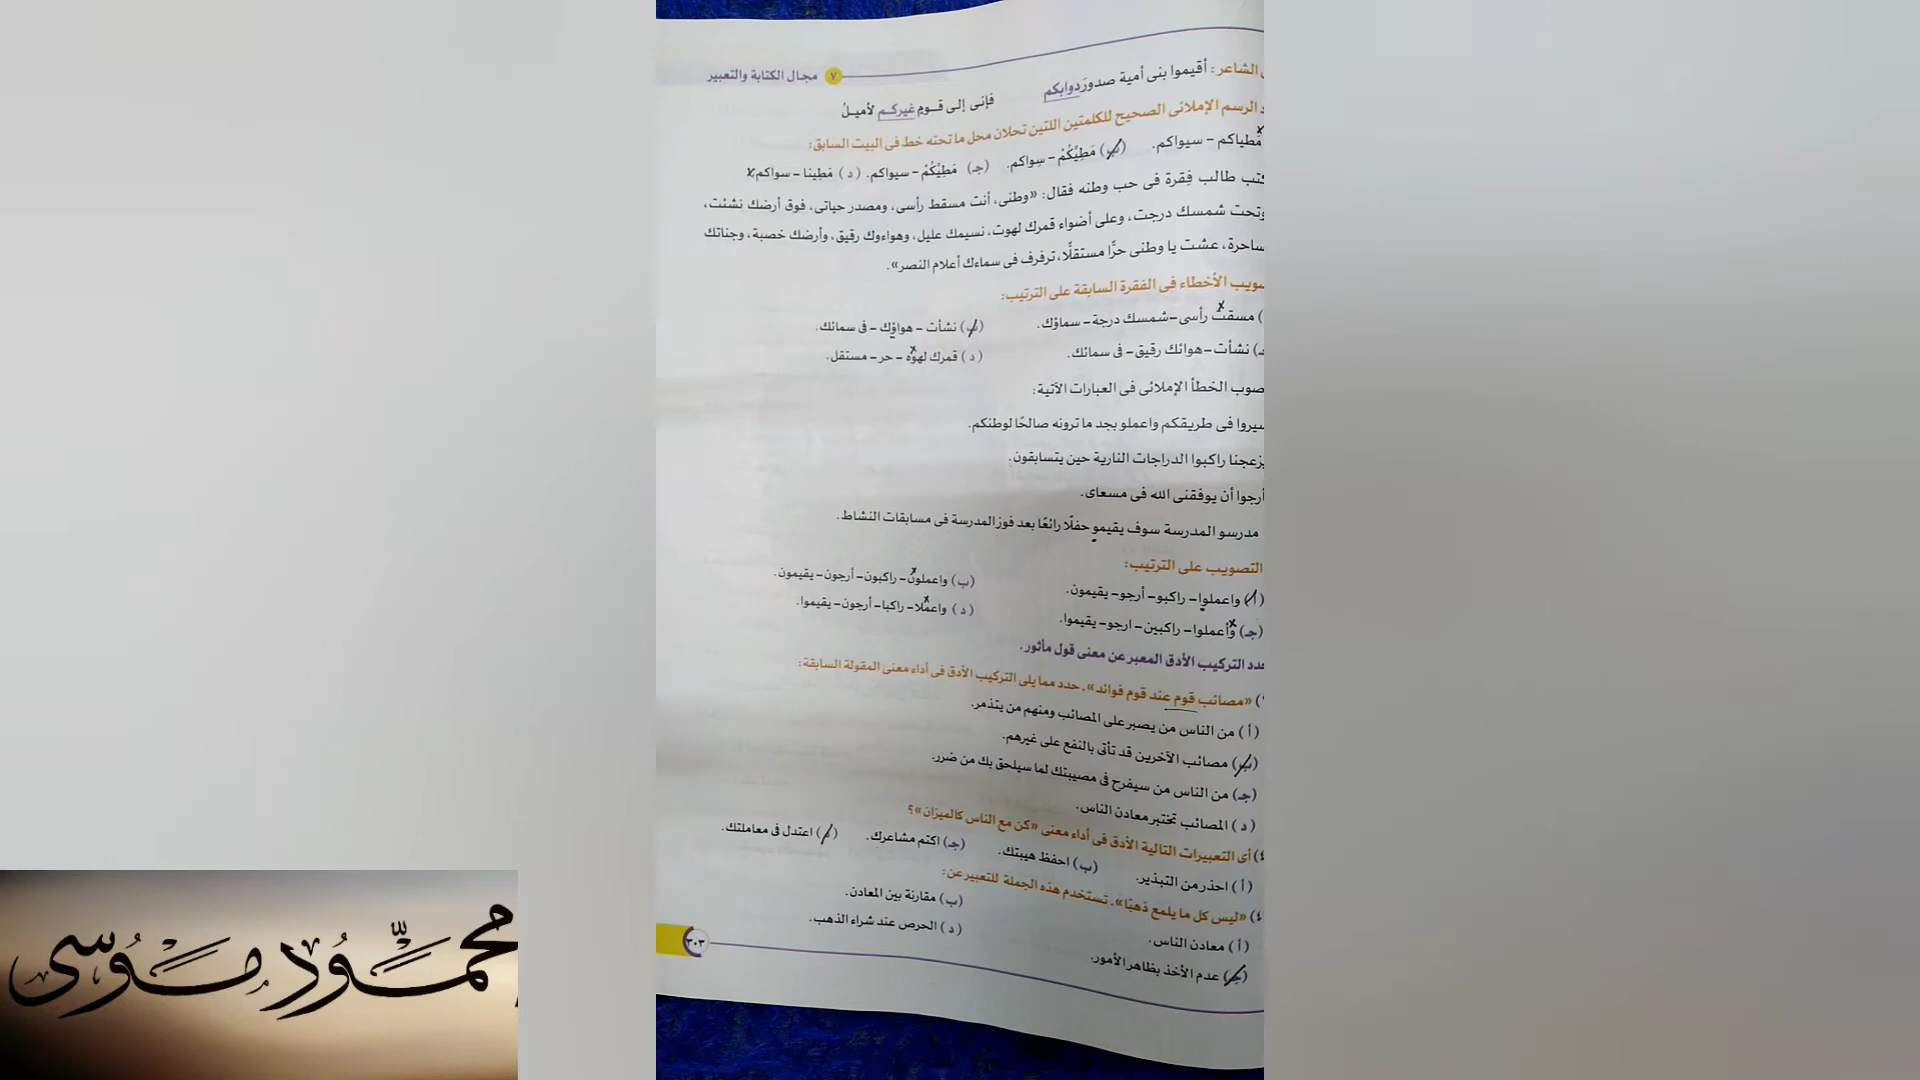 ٧ مجال الكتابة والتعبير
الشاعر: أقيموا بنى أمية صدورَ دوابكم فإنى إلى قـومٍ غيركـم لأميـلُ
الرسم الإملائى الصحيح للكلمتين اللتين تحلان محل ما تحته خط فى البيت السابق:
مَطياكم – سيواكم. (ب) مَطِيِّكُمْ – سِواكم. (جـ) مَطِيِّكُمْ – سيواكم. (د) مَطِينا – سواكم.
طالب فِقرة فى حب وطنه فقال: «وطنى، أنت مسقط رأسى، ومصدر حياتى، فوق أرضك نشئت،
وتحت شمسك درجت، وعلى أضواء قمرك لهوت، نسيمك عليل، وهواءوك رقيق، وأرضك خصبة، وجناتك
ساحرة، عشت يا وطنى حرًّا مستقلًّا، ترفرف فى سماءك أعلام النصر».
الأخطاء فى الفقرة السابقة على الترتيب:
مسقت رأسى – شمسك درجة – سماؤك. (ب) نشأت – هواؤك – فى سمائك.
نشأت – هوائك رقيق – فى سمائك. (د) قمرك لهوه – حر – مستقل.
الخطأ الإملائى فى العبارات الآتية:
سيروا فى طريقكم واعملو بجد ما ترونه صالحًا لوطنكم.
يزعجنا راكبوا الدراجات النارية حين يتسابقون.
أرجوا أن يوفقنى الله فى مسعاى.
مدرسو المدرسة سوف يقيمو حفلًا رائعًا بعد فوز المدرسة فى مسابقات النشاط.
التصويب على الترتيب:
(أ) واعملوا – راكبو – أرجو – يقيمون. (ب) واعملون – راكبون – أرجون – يقيمون.
(جـ) وأعملوا – راكبين – ارجو – يقيموا. (د) واعملا – راكبا – أرجون – يقيموا.
التركيب الأدق المعبر عن معنى قول مأثور.
«مصائب قوم عند قوم فوائد». حدد مما يلى التركيب الأدق فى أداء معنى المقولة السابقة:
(أ) من الناس من يصبر على المصائب ومنهم من يتذمر.
(ب) مصائب الآخرين قد تأتى بالنفع على غيرهم.
(جـ) من الناس من سيفرح فى مصيبتك لما سيلحق بك من ضرر.
(د) المصائب تختبر معادن الناس.
أى التعبيرات التالية الأدق فى أداء معنى «كن مع الناس كالميزان»؟
(أ) احذر من التبذير. (ب) احفظ هيبتك. (جـ) اكتم مشاعرك. (د) اعتدل فى معاملتك.
«ليس كل ما يلمع ذهبًا». تستخدم هذه الجملة للتعبير عن:
(أ) معادن الناس. (ب) مقارنة بين المعادن.
(جـ) عدم الأخذ بظاهر الأمور. (د) الحرص عند شراء الذهب.
٣٠٣
محمود موسى